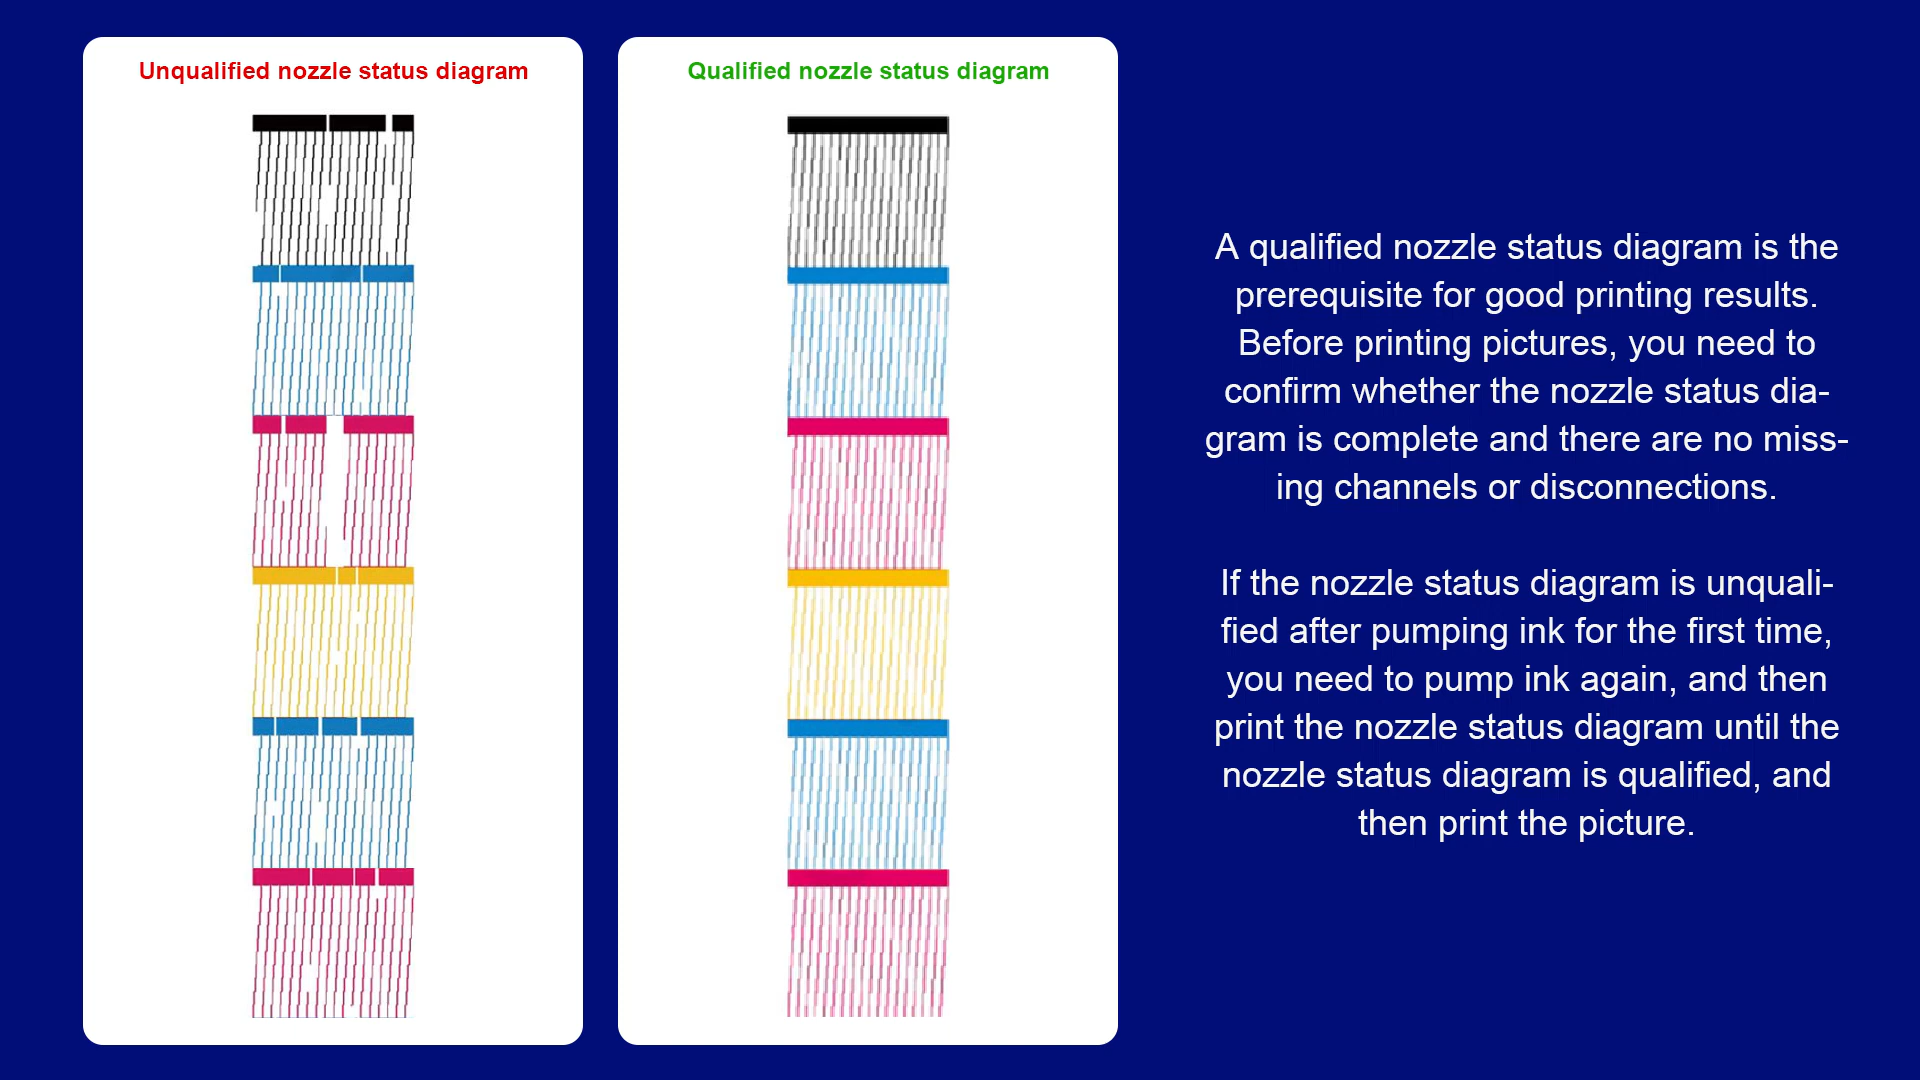 Unqualified nozzle status diagram
Qualified nozzle status diagram
A qualified nozzle status diagram is the
prerequisite for good printing results.
Before printing pictures, you need to
confirm whether the nozzle status dia-
gram is complete and there are no miss-
ing channels or disconnections.
If the nozzle status diagram is unquali-
fied after pumping ink for the first time,
you need to pump ink again, and then
print the nozzle status diagram until the
nozzle status diagram is qualified, and
then print the picture.